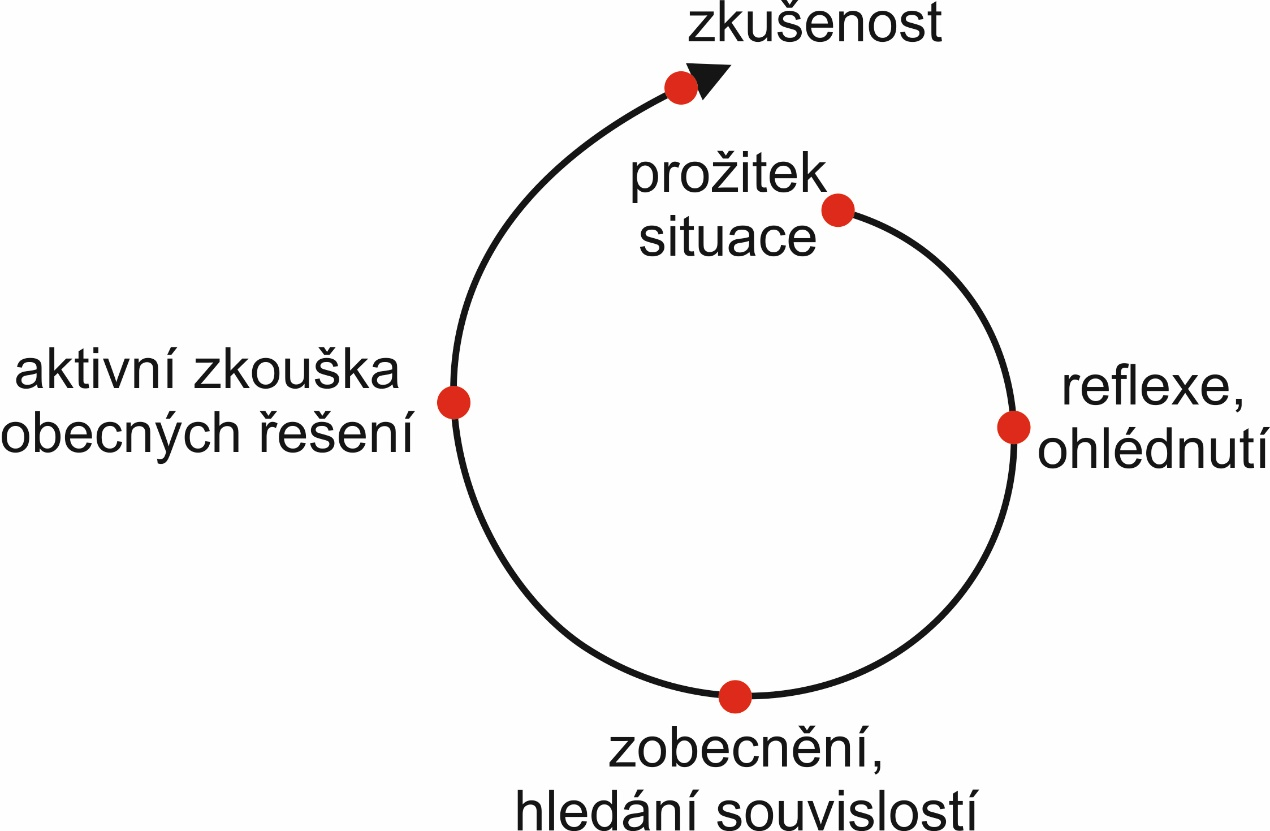 zkušenost
prožitek
situace
aktivní zkouška
obecných řešení
reflexe,
ohlédnutí
zobecnění,
hledání souvislostí